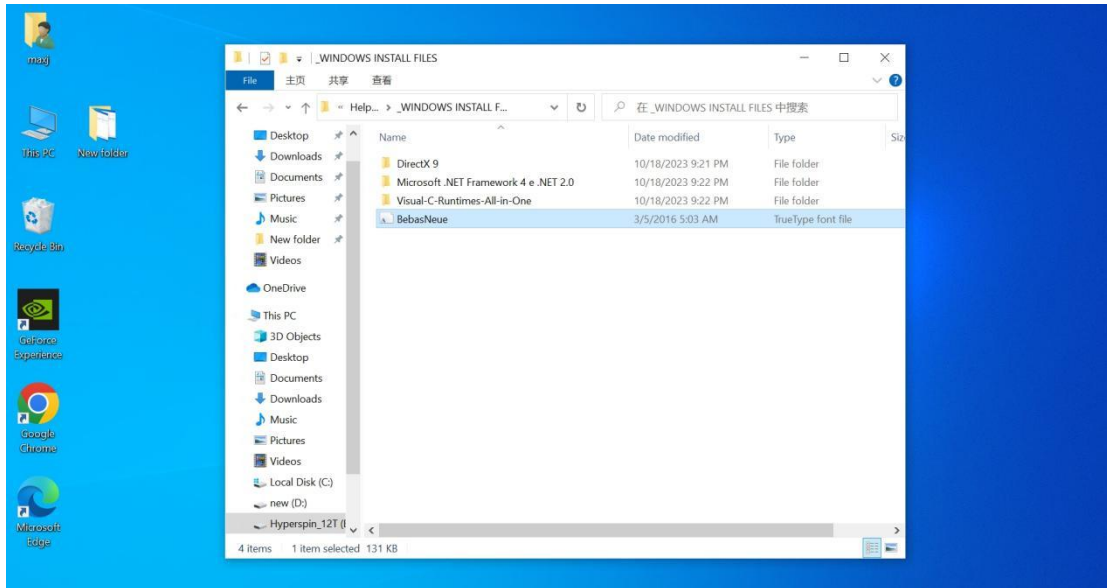 maxj
This PC
New folder
Recycle Bin
GeForce
Experience
Google
Chrome
Microsoft
Edge
_WINDOWS INSTALL FILES
File 主页 共享 查看
Help... > _WINDOWS INSTALL F...
在 _WINDOWS INSTALL FILES 中搜索
Desktop
Downloads
Documents
Pictures
Music
New folder
Videos
OneDrive
This PC
3D Objects
Desktop
Documents
Downloads
Music
Pictures
Videos
Local Disk (C:)
new (D:)
Hyperspin_12T (
Name Date modified Type Siz
DirectX 9 10/18/2023 9:21 PM File folder
Microsoft .NET Framework 4 e .NET 2.0 10/18/2023 9:22 PM File folder
Visual-C-Runtimes-All-in-One 10/18/2023 9:22 PM File folder
BebasNeue 3/5/2016 5:03 AM TrueType font file
4 items 1 item selected 131 KB